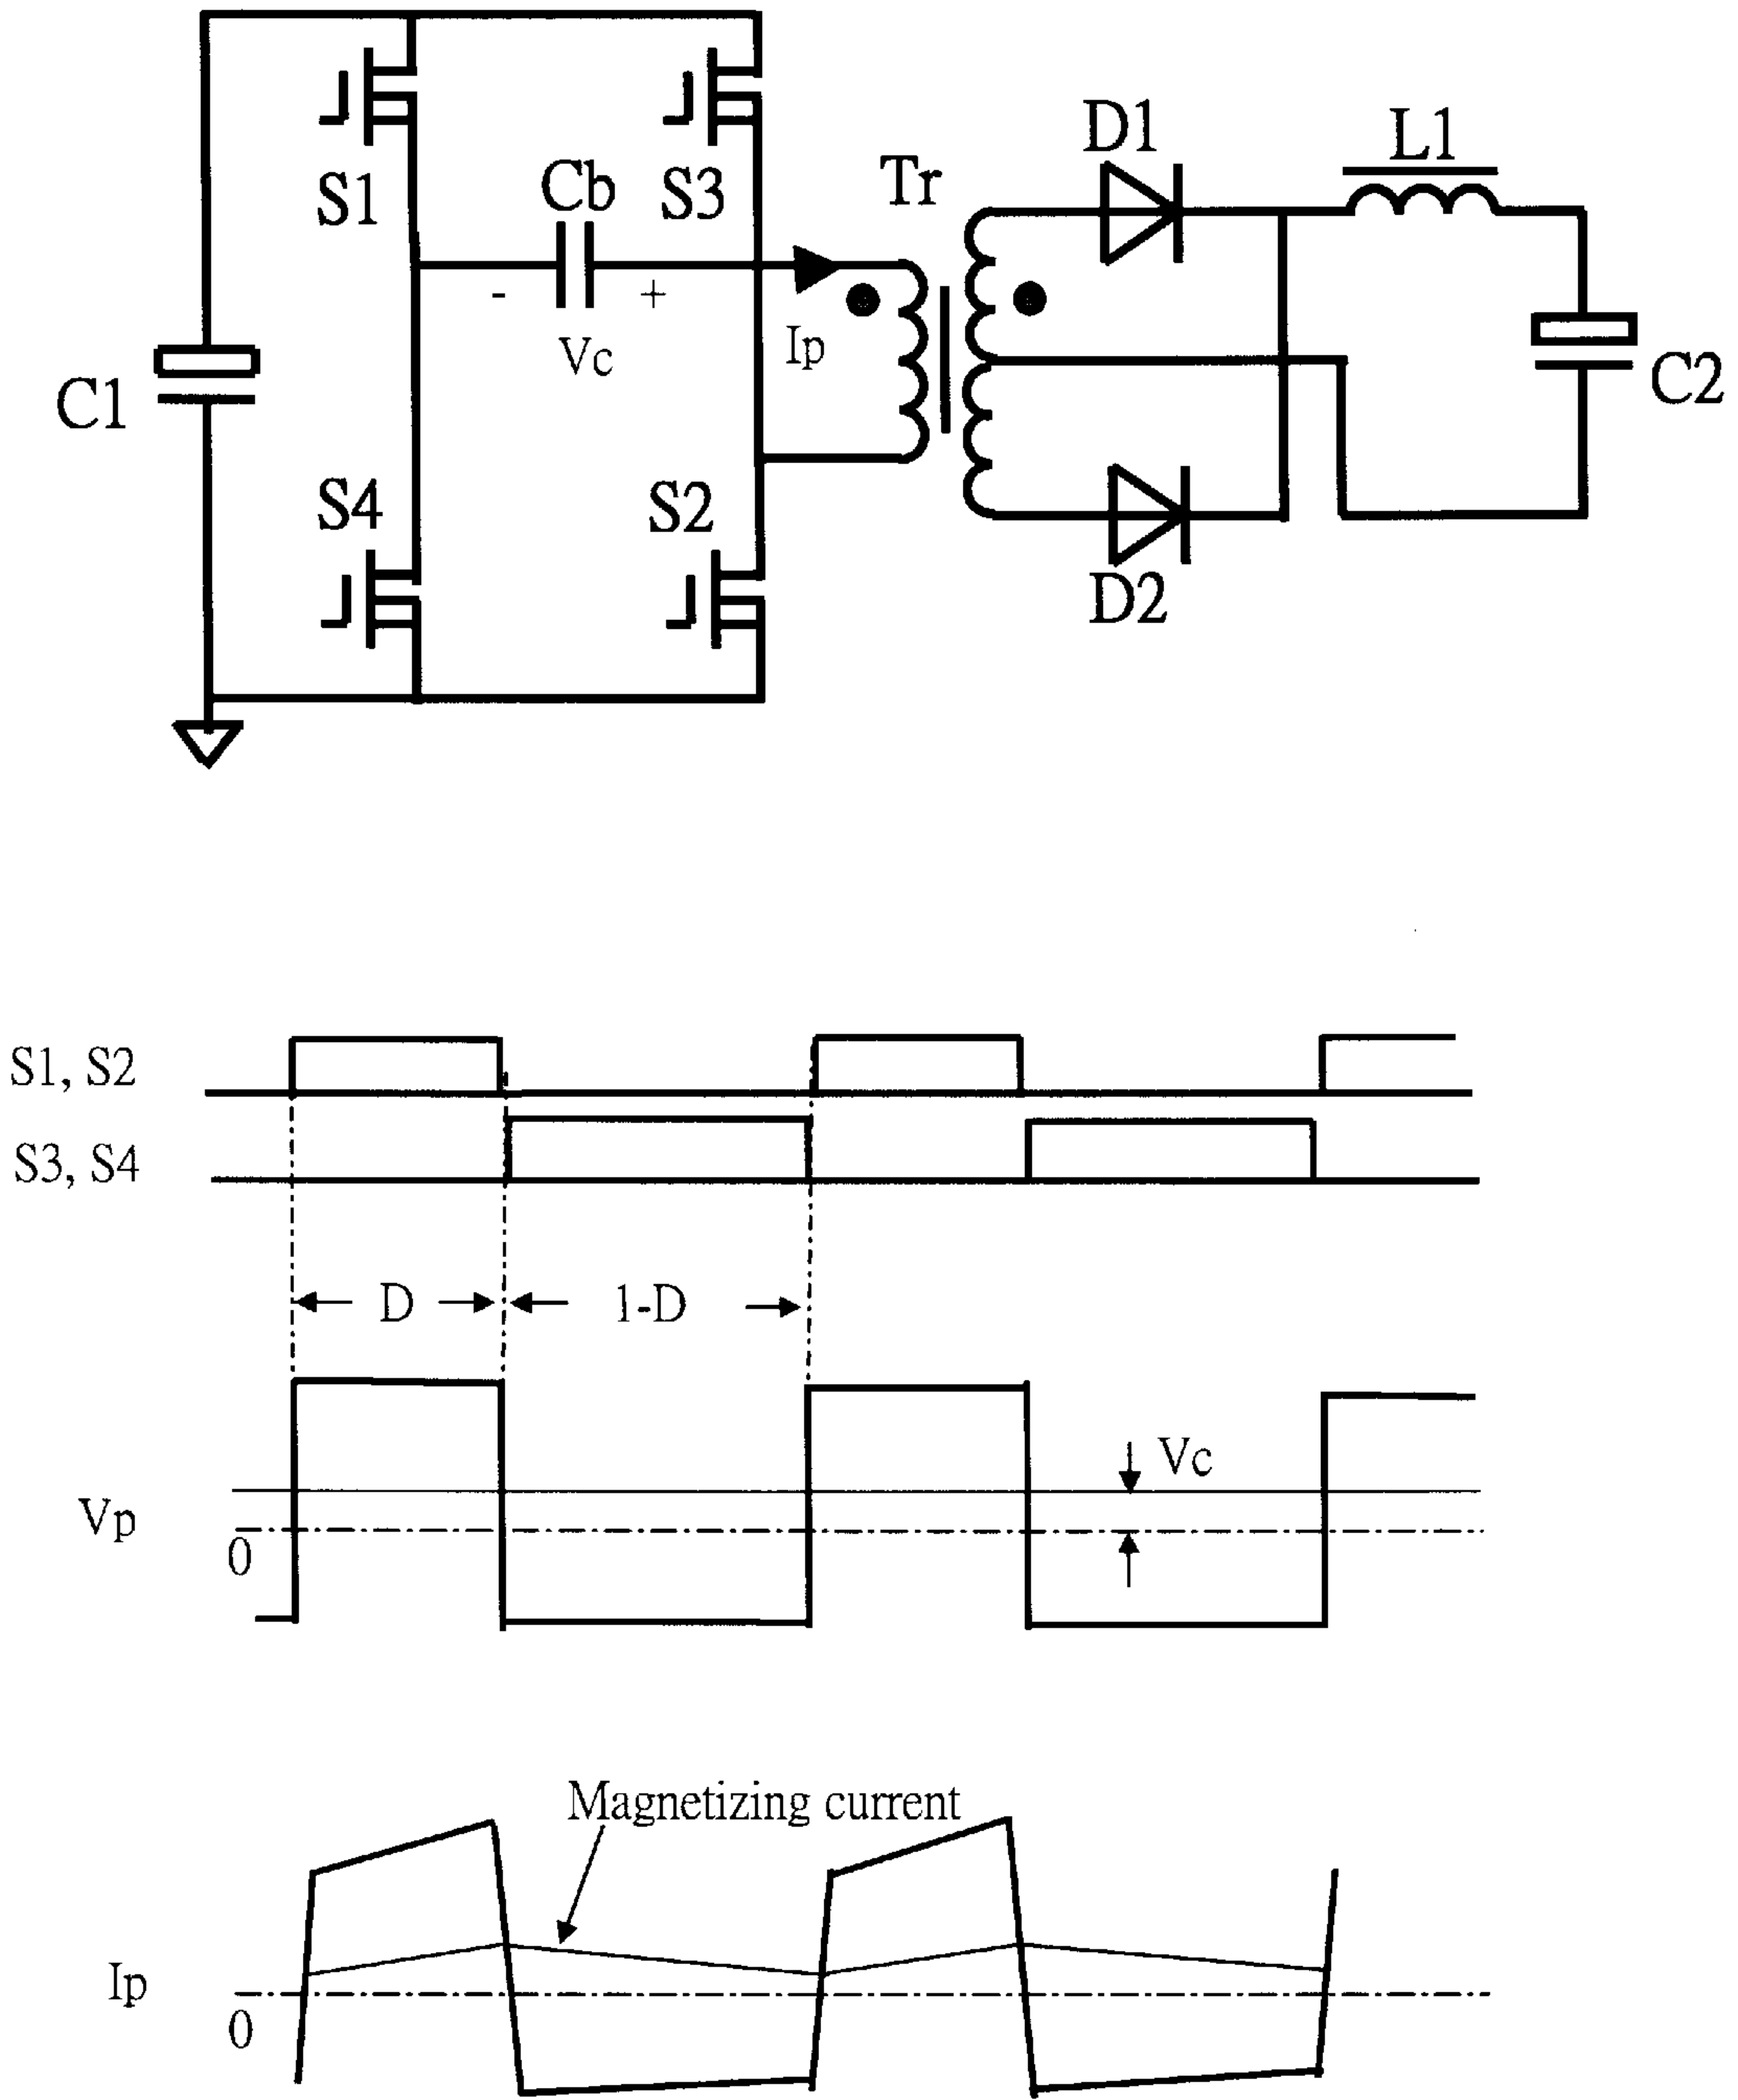 D1
L1
Tr
S1
Cb
S3
- +
Vc
Ip
C1
C2
S4
S2
D2
S1, S2
S3, S4
D
1-D
Vc
Vp
0
Magnetizing current
Ip
0